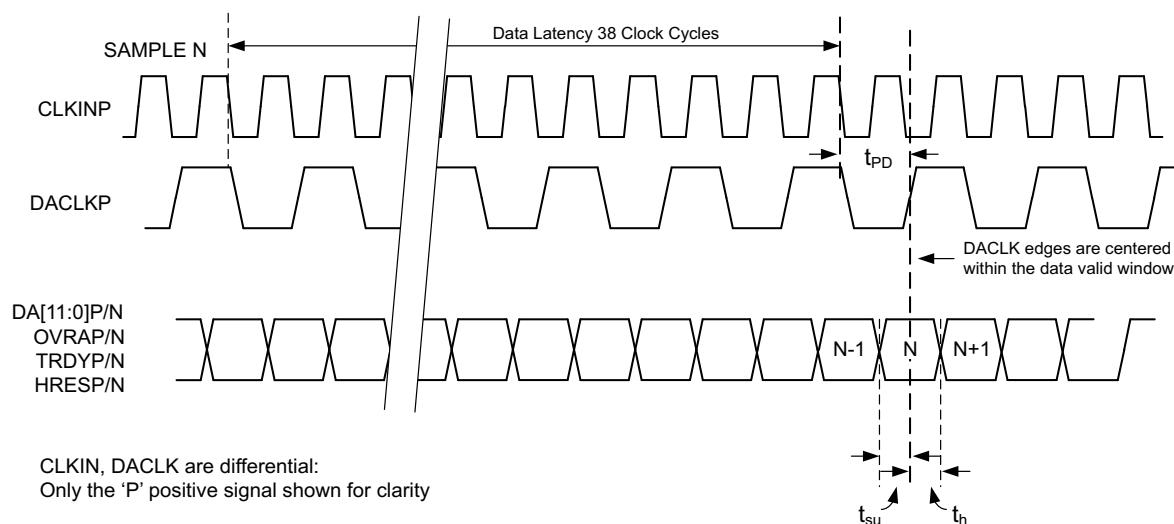 Data Latency 38 Clock Cycles
SAMPLE N
CLKINP
tPD
DACLKP
DACLK edges are centered
within the data valid window
DA[11:0]P/N
OVRAP/N
TRDYP/N
HRESP/N
N-1
N
N+1
CLKIN, DACLK are differential:
Only the ‘P’ positive signal shown for clarity
tsu
th